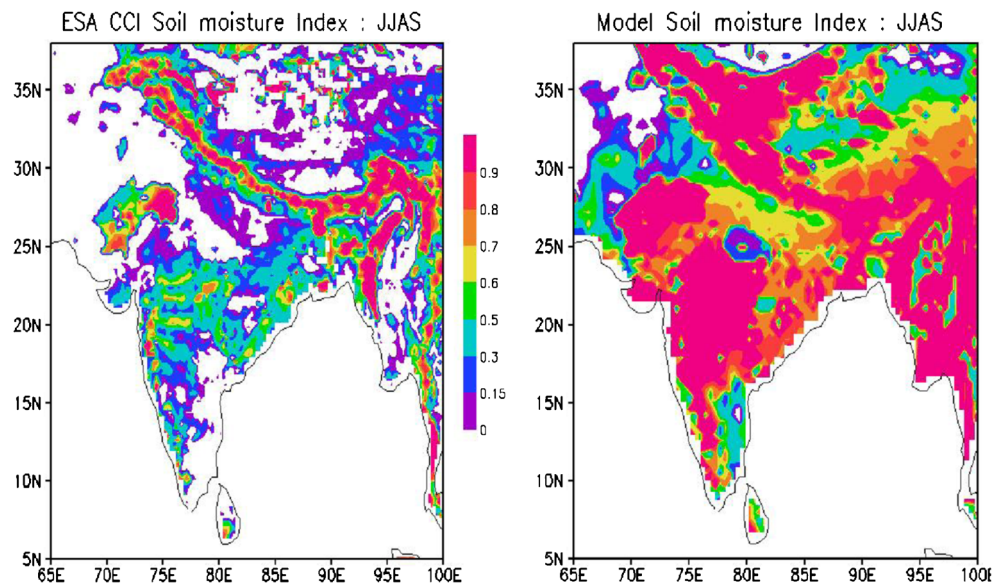 ESA CCI Soil moisture Index : JJAS
Model Soil moisture Index : JJAS
35N
30N
25N
20N
15N
10N
5N
65E 70E 75E 80E 85E 90E 95E 100E
0.9
0.8
0.7
0.6
0.5
0.3
0.15
0
35N
30N
25N
20N
15N
10N
5N
65E 70E 75E 80E 85E 90E 95E 100E